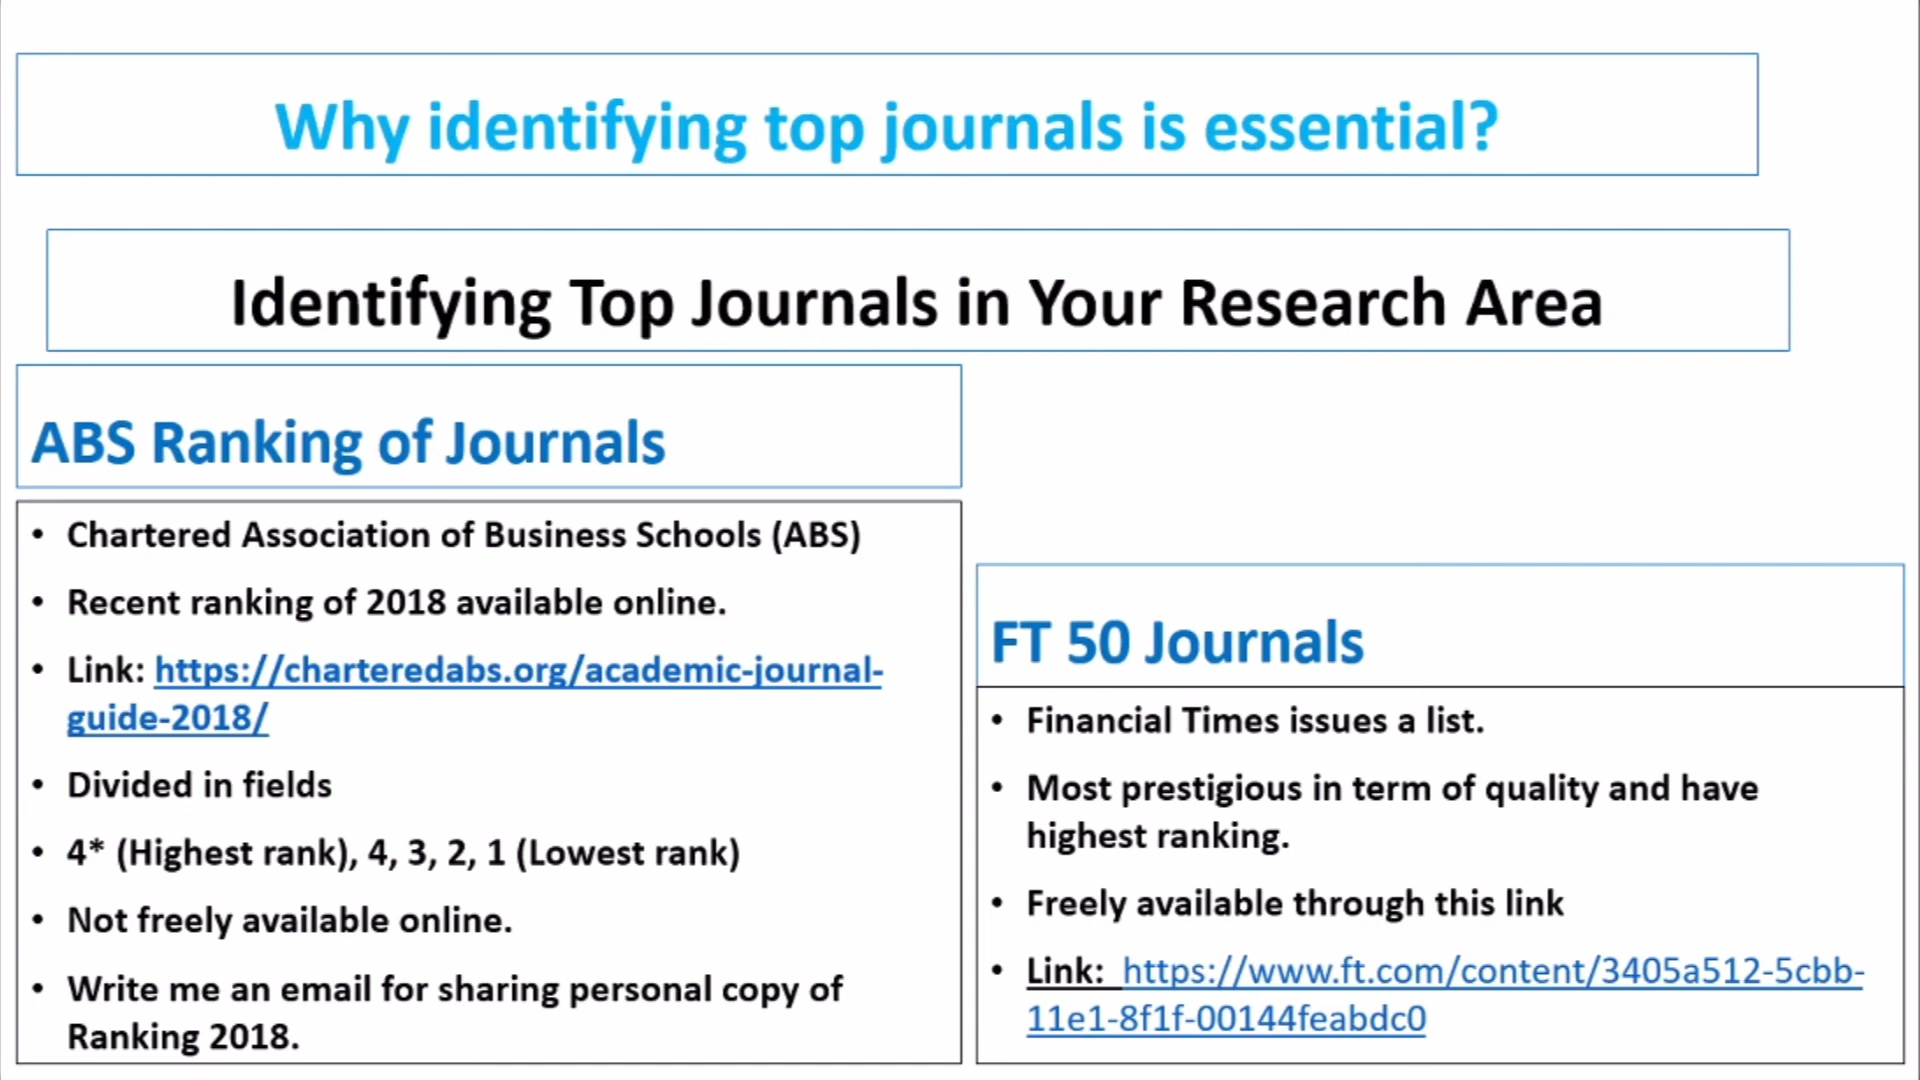 Why identifying top journals is essential?
Identifying Top Journals in Your Research Area
ABS Ranking of Journals
• Chartered Association of Business Schools (ABS)
• Recent ranking of 2018 available online.
• Link: https://charteredabs.org/academic-journal-
guide-2018/
• Divided in fields
• 4* (Highest rank), 4, 3, 2, 1 (Lowest rank)
• Not freely available online.
• Write me an email for sharing personal copy of
Ranking 2018.
FT 50 Journals
• Financial Times issues a list.
• Most prestigious in term of quality and have
highest ranking.
• Freely available through this link
• Link: https://www.ft.com/content/3405a512-5cbb-
11e1-8f1f-00144feabdc0